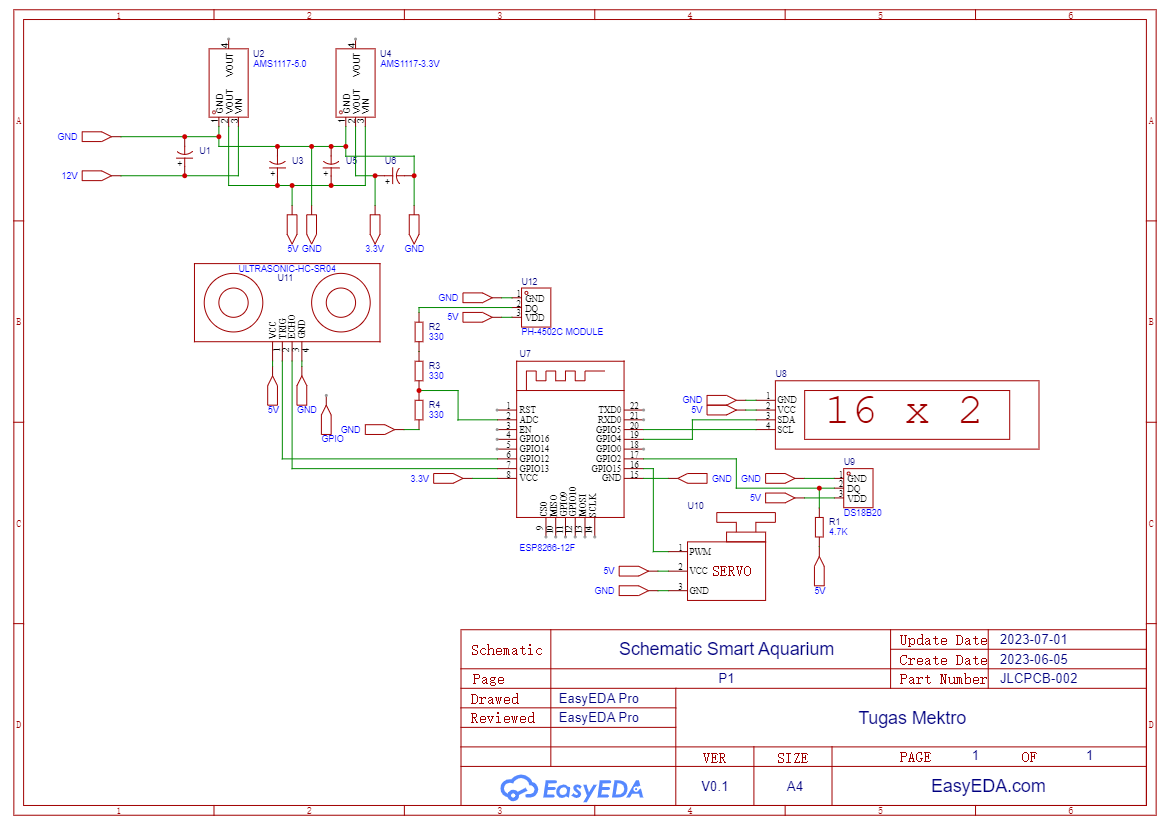 1 2 3 4 5 6
A A
B B
C C
D D
U2
AMS1117-5.0
VOUT 4
GND
VOUT
VIN
1 2 3
U4
AMS1117-3.3V
VOUT 4
GND
VOUT
VIN
1 2 3
GND
12V
U1
U3
U5
U6
5V GND 3.3V GND
ULTRASONIC-HC-SR04
U11
VCC
TRIG
ECHO
GND
1 2 3 4
5V
GND
GPIO
U12
GND
5V
1 GND
2 DQ
3 VDD
PH-4502C MODULE
R2
330
R3
330
R4
330
GND
3.3V
U7
1 RST
2 ADC
3 EN
4 GPIO16
5 GPIO14
6 GPIO12
7 GPIO13
8 VCC
TXD0 22
RXD0 21
GPIO5 20
GPIO4 19
GPIO0 18
GPIO2 17
GPIO15 16
GND 15
CS0
MISO
GPIO9
GPIO10
MOSI
SCLK
9 10 11 12 13 14
ESP8266-12F
GND
U8
GND
5V
1 GND
2 VCC
3 SDA
4 SCL
16 x 2
U9
GND
5V
1 GND
2 DQ
3 VDD
DS18B20
R1
4.7K
5V
U10
1 PWM
2 VCC
3 GND
SERVO
5V
GND
Schematic
Schematic Smart Aquarium
Update Date 2023-07-01
Create Date 2023-06-05
Page
P1
Part Number JLCPCB-002
Drawed EasyEDA Pro
Reviewed EasyEDA Pro
Tugas Mektro
VER SIZE PAGE 1 OF 1
EasyEDA
V0.1 A4 EasyEDA.com
1 2 3 4 5 6